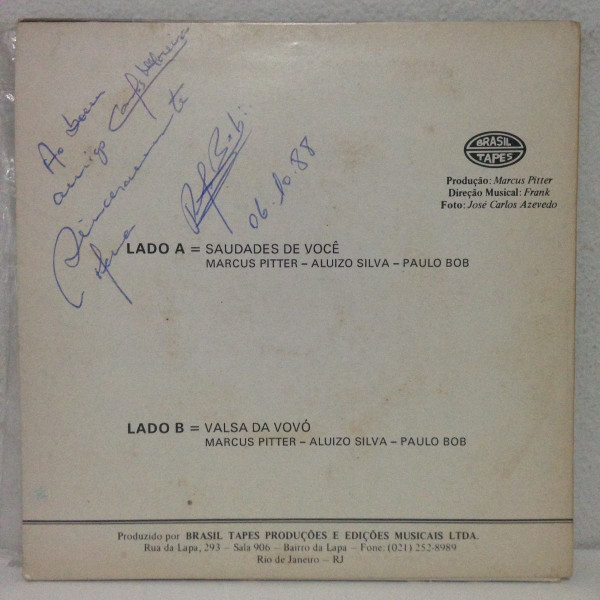 Ao bom
amigo
Sinceramente
06.10.88
BRASIL
TAPES
Produção: Marcus Pitter
Direção Musical: Frank
Foto: José Carlos Azevedo
LADO A = SAUDADES DE VOCÊ
MARCUS PITTER – ALUIZO SILVA – PAULO BOB
LADO B = VALSA DA VOVÓ
MARCUS PITTER – ALUIZO SILVA – PAULO BOB
Produzido por BRASIL TAPES PRODUÇÕES E EDIÇÕES MUSICAIS LTDA.
Rua da Lapa, 293 – Sala 906 – Bairro da Lapa – Fone: (021) 252-8989
Rio de Janeiro – RJ